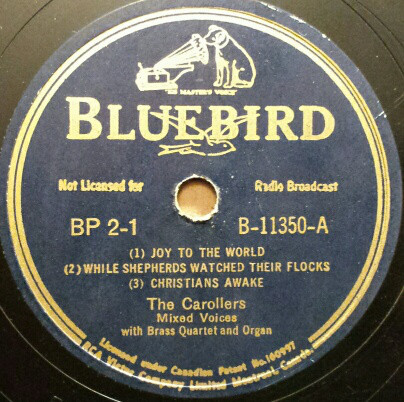 "HIS MASTER'S VOICE"
BLUEBIRD
Not Licensed for Radio Broadcast
BP 2-1 B-11350-A
(1) JOY TO THE WORLD
(2) WHILE SHEPHERDS WATCHED THEIR FLOCKS
(3) CHRISTIANS AWAKE
The Carollers
Mixed Voices
with Brass Quartet and Organ
Licensed under Canadian Patent No. 160997
RCA Victor Company Limited Montreal, Canada.